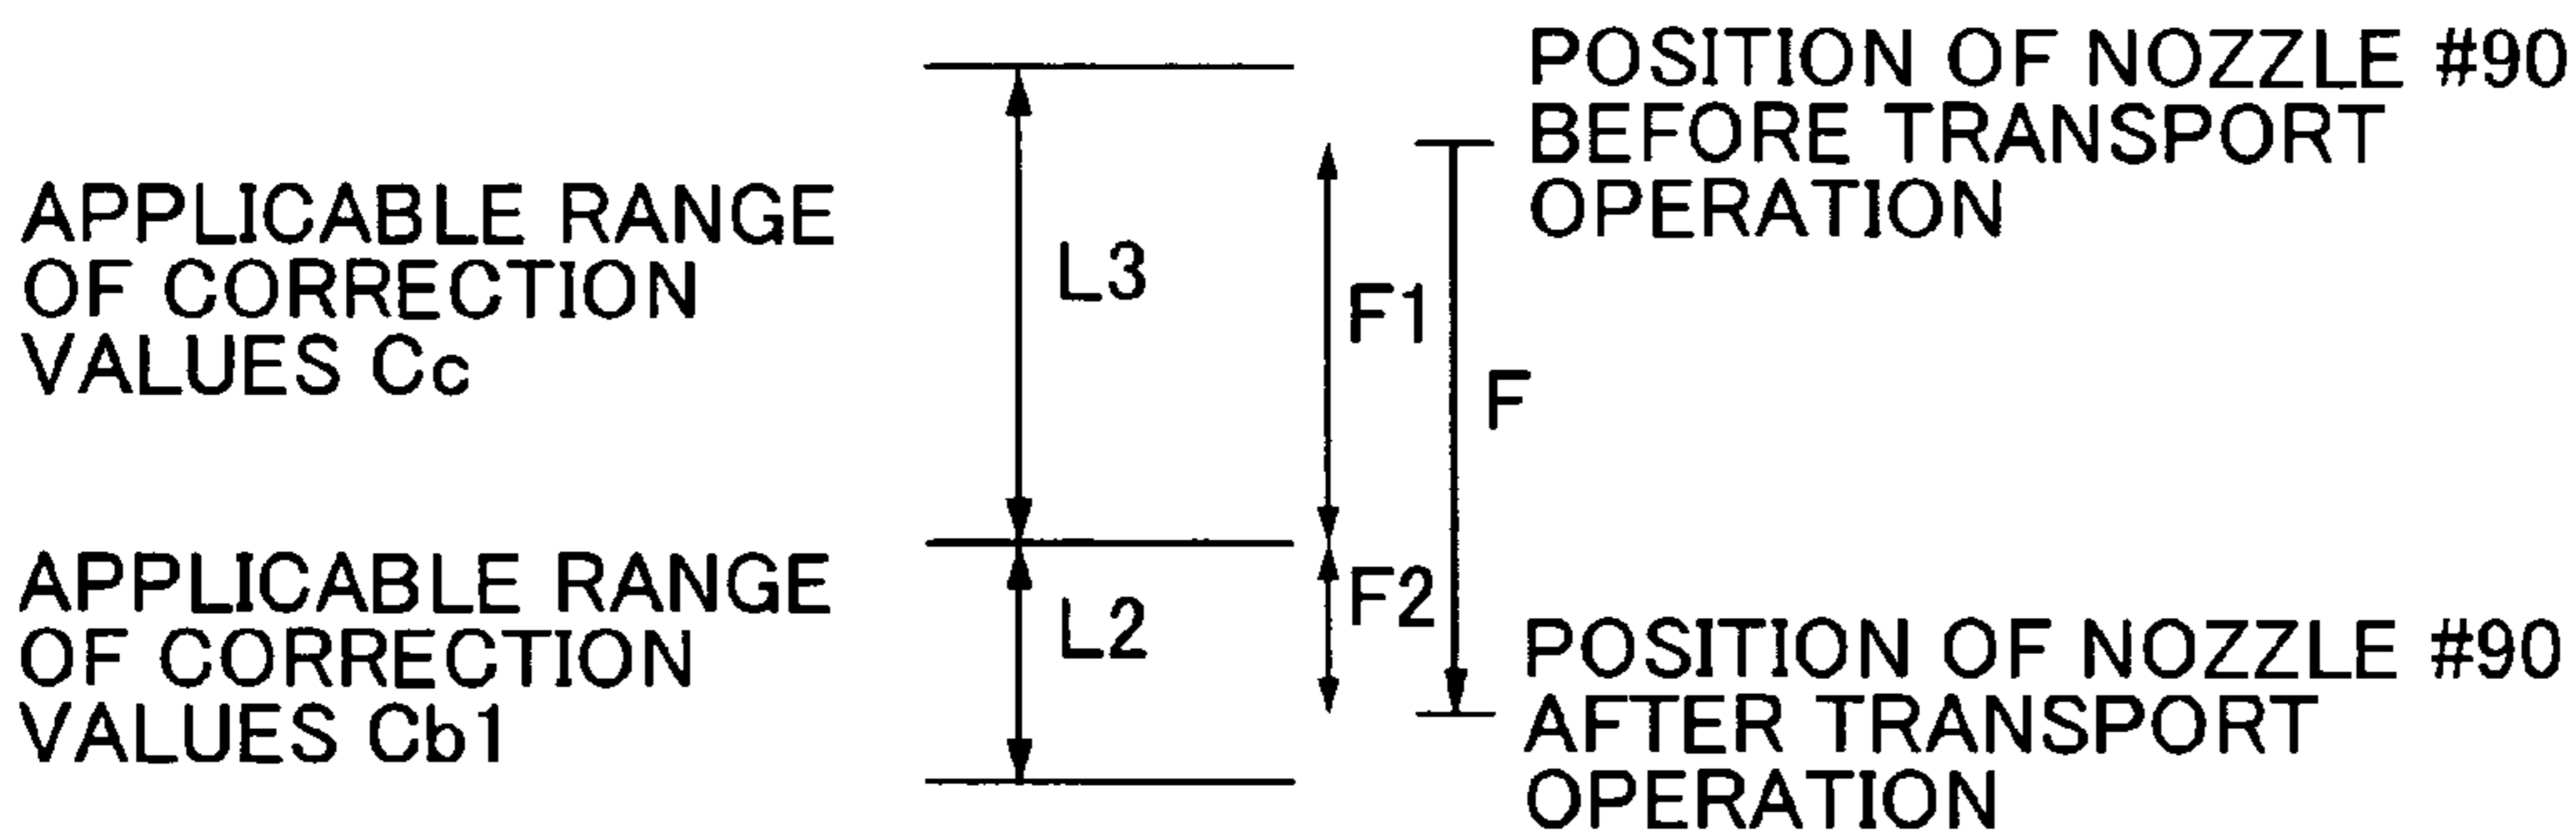 POSITION OF NOZZLE #90
BEFORE TRANSPORT
OPERATION
APPLICABLE RANGE
OF CORRECTION
VALUES Cc
L3
F1
F
APPLICABLE RANGE
OF CORRECTION
VALUES Cb1
L2
F2
POSITION OF NOZZLE #90
AFTER TRANSPORT
OPERATION